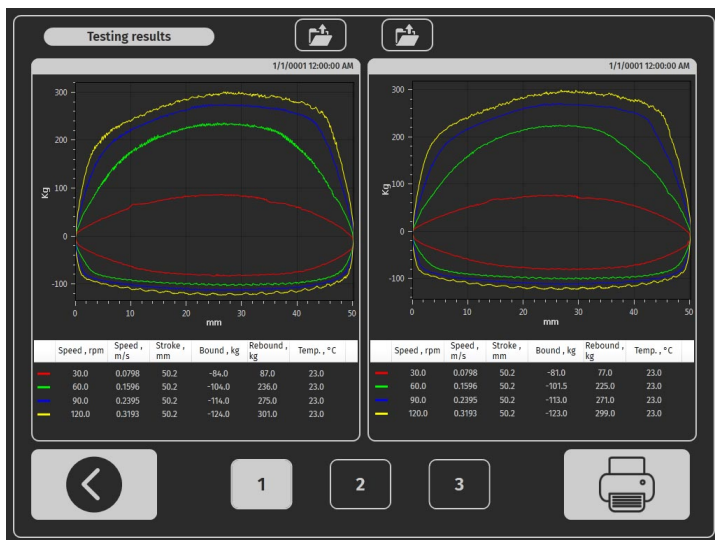 Testing results
1/1/0001 12:00:00 AM
300
200
100
0
-100
Kg
0 10 20 30 40 50
mm
Speed , rpm Speed , m/s Stroke , mm Bound , kg Rebound , kg Temp. , °C
30.0 0.0798 50.2 -84.0 87.0 23.0
60.0 0.1596 50.2 -104.0 236.0 23.0
90.0 0.2395 50.2 -114.0 275.0 23.0
120.0 0.3193 50.2 -124.0 301.0 23.0
1/1/0001 12:00:00 AM
300
200
100
0
-100
Kg
0 10 20 30 40 50
mm
Speed , rpm Speed , m/s Stroke , mm Bound , kg Rebound , kg Temp. , °C
30.0 0.0798 50.2 -81.0 77.0 23.0
60.0 0.1596 50.2 -101.5 225.0 23.0
90.0 0.2395 50.2 -113.0 271.0 23.0
120.0 0.3193 50.2 -123.0 299.0 23.0
1 2 3